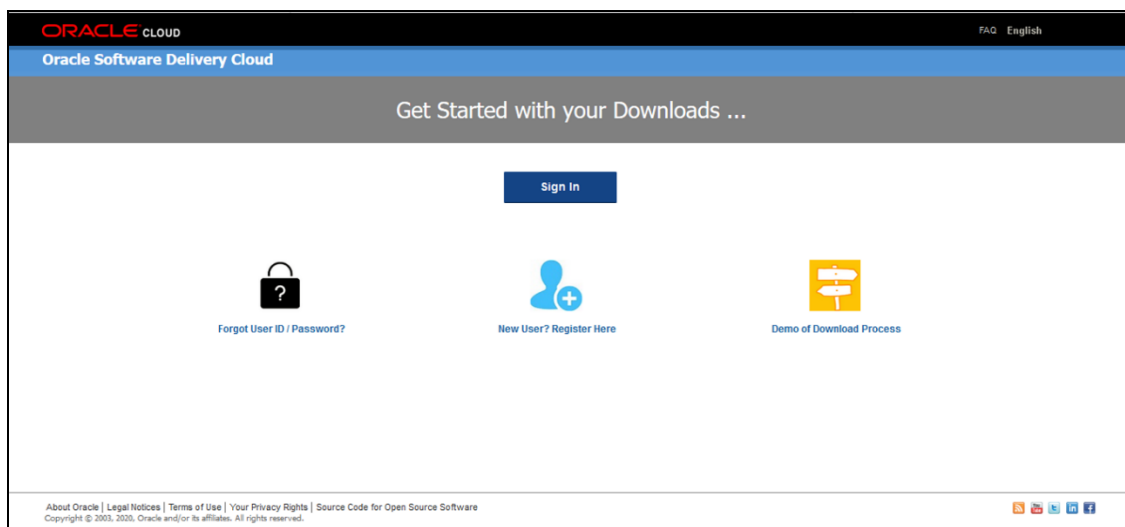 ORACLE CLOUD
FAQ English
Oracle Software Delivery Cloud
Get Started with your Downloads ...
Sign In
?
Forgot User ID / Password?
New User? Register Here
Demo of Download Process
About Oracle | Legal Notices | Terms of Use | Your Privacy Rights | Source Code for Open Source Software
Copyright © 2003, 2020, Oracle and/or its affiliates. All rights reserved.